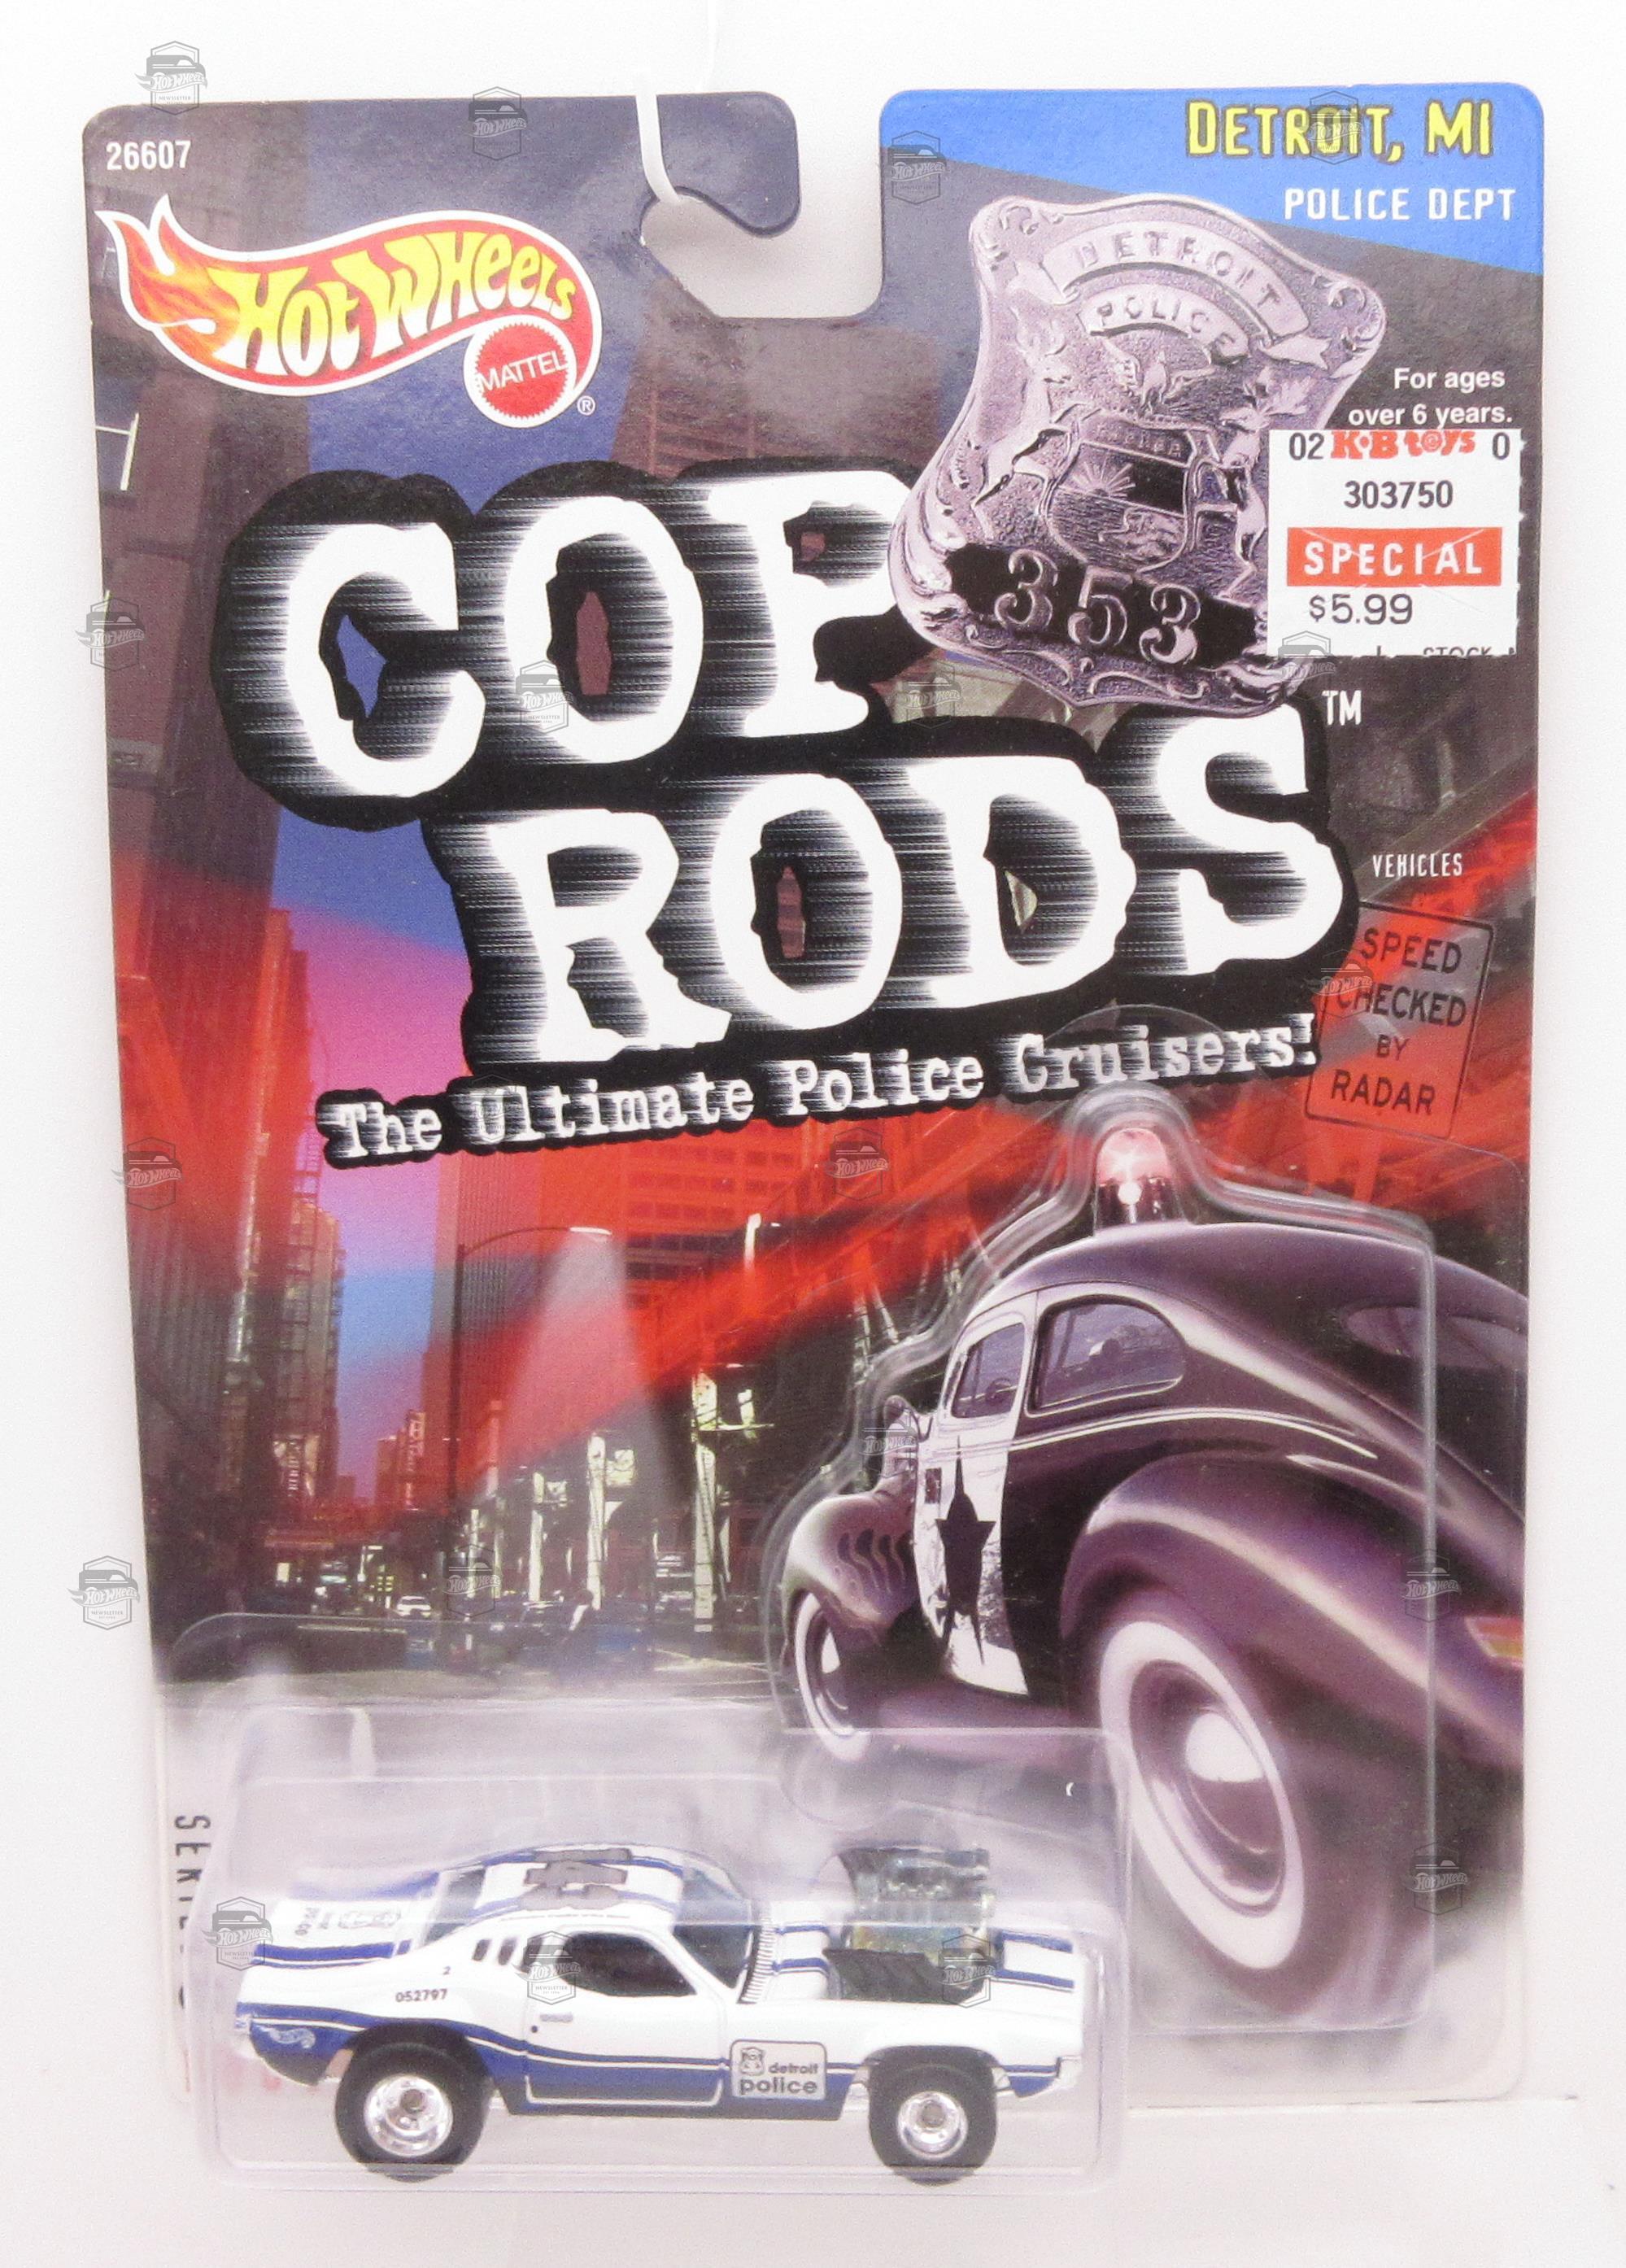 26607
DETROIT, MI
POLICE DEPT
Hot Wheels
MATTEL
®
DETROIT
POLICE
353
For ages
over 6 years.
02 K·B toys 0
303750
SPECIAL
$5.99
STOCK
COP
RODS
TM
VEHICLES
The Ultimate Police Cruisers!
SPEED
CHECKED
BY
RADAR
2
052797
detroit
police